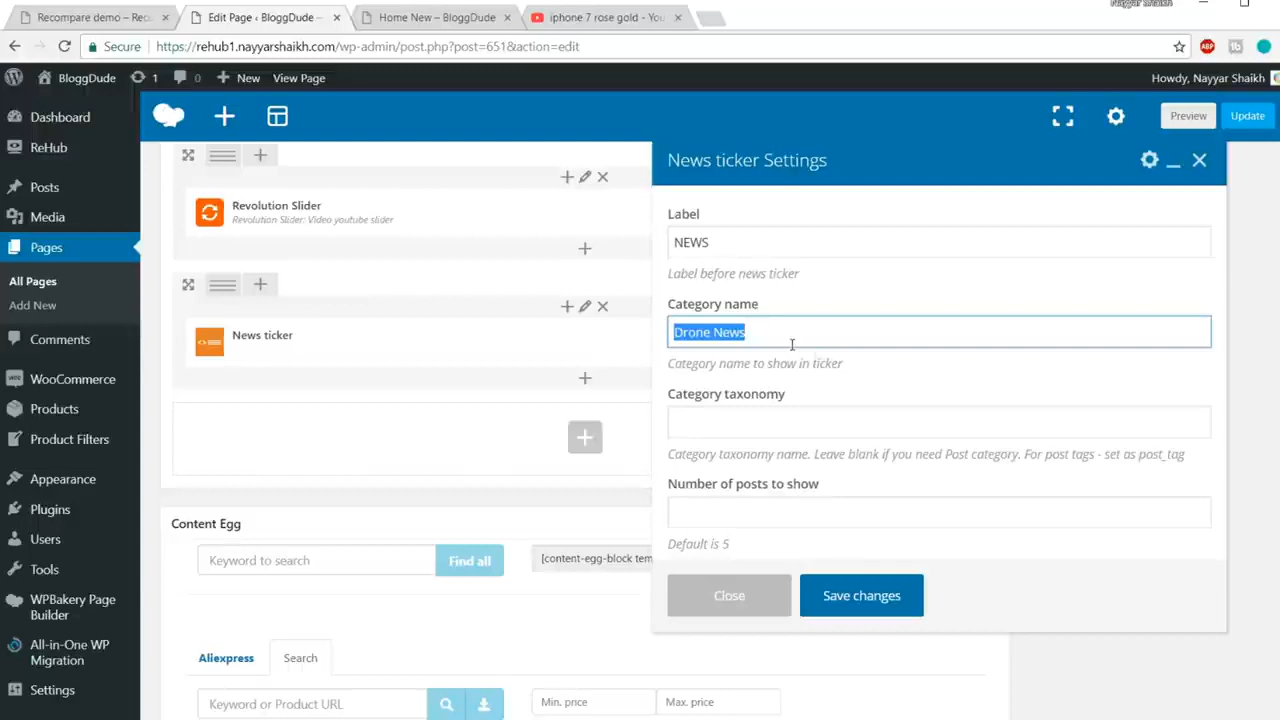 Nayyar Shaikh
Recompare demo – Reco
Edit Page ‹ BloggDude –
Home New – BloggDude
iphone 7 rose gold - You
Secure
https://rehub1.nayyarshaikh.com/wp-admin/post.php?post=651&action=edit
ABP
BloggDude
1
0
New
View Page
Howdy, Nayyar Shaikh
Dashboard
ReHub
Posts
Media
Pages
All Pages
Add New
Comments
WooCommerce
Products
Product Filters
Appearance
Plugins
Users
Tools
WPBakery Page
Builder
All-in-One WP
Migration
Settings
Preview
Update
Revolution Slider
Revolution Slider: Video youtube slider
News ticker
News ticker Settings
Label
NEWS
Label before news ticker
Category name
Drone News
Category name to show in ticker
Category taxonomy
Category taxonomy name. Leave blank if you need Post category. For post tags - set as post_tag
Number of posts to show
Default is 5
Close
Save changes
Content Egg
Keyword to search
Find all
[content-egg-block tem
Aliexpress
Search
Keyword or Product URL
Min. price
Max. price